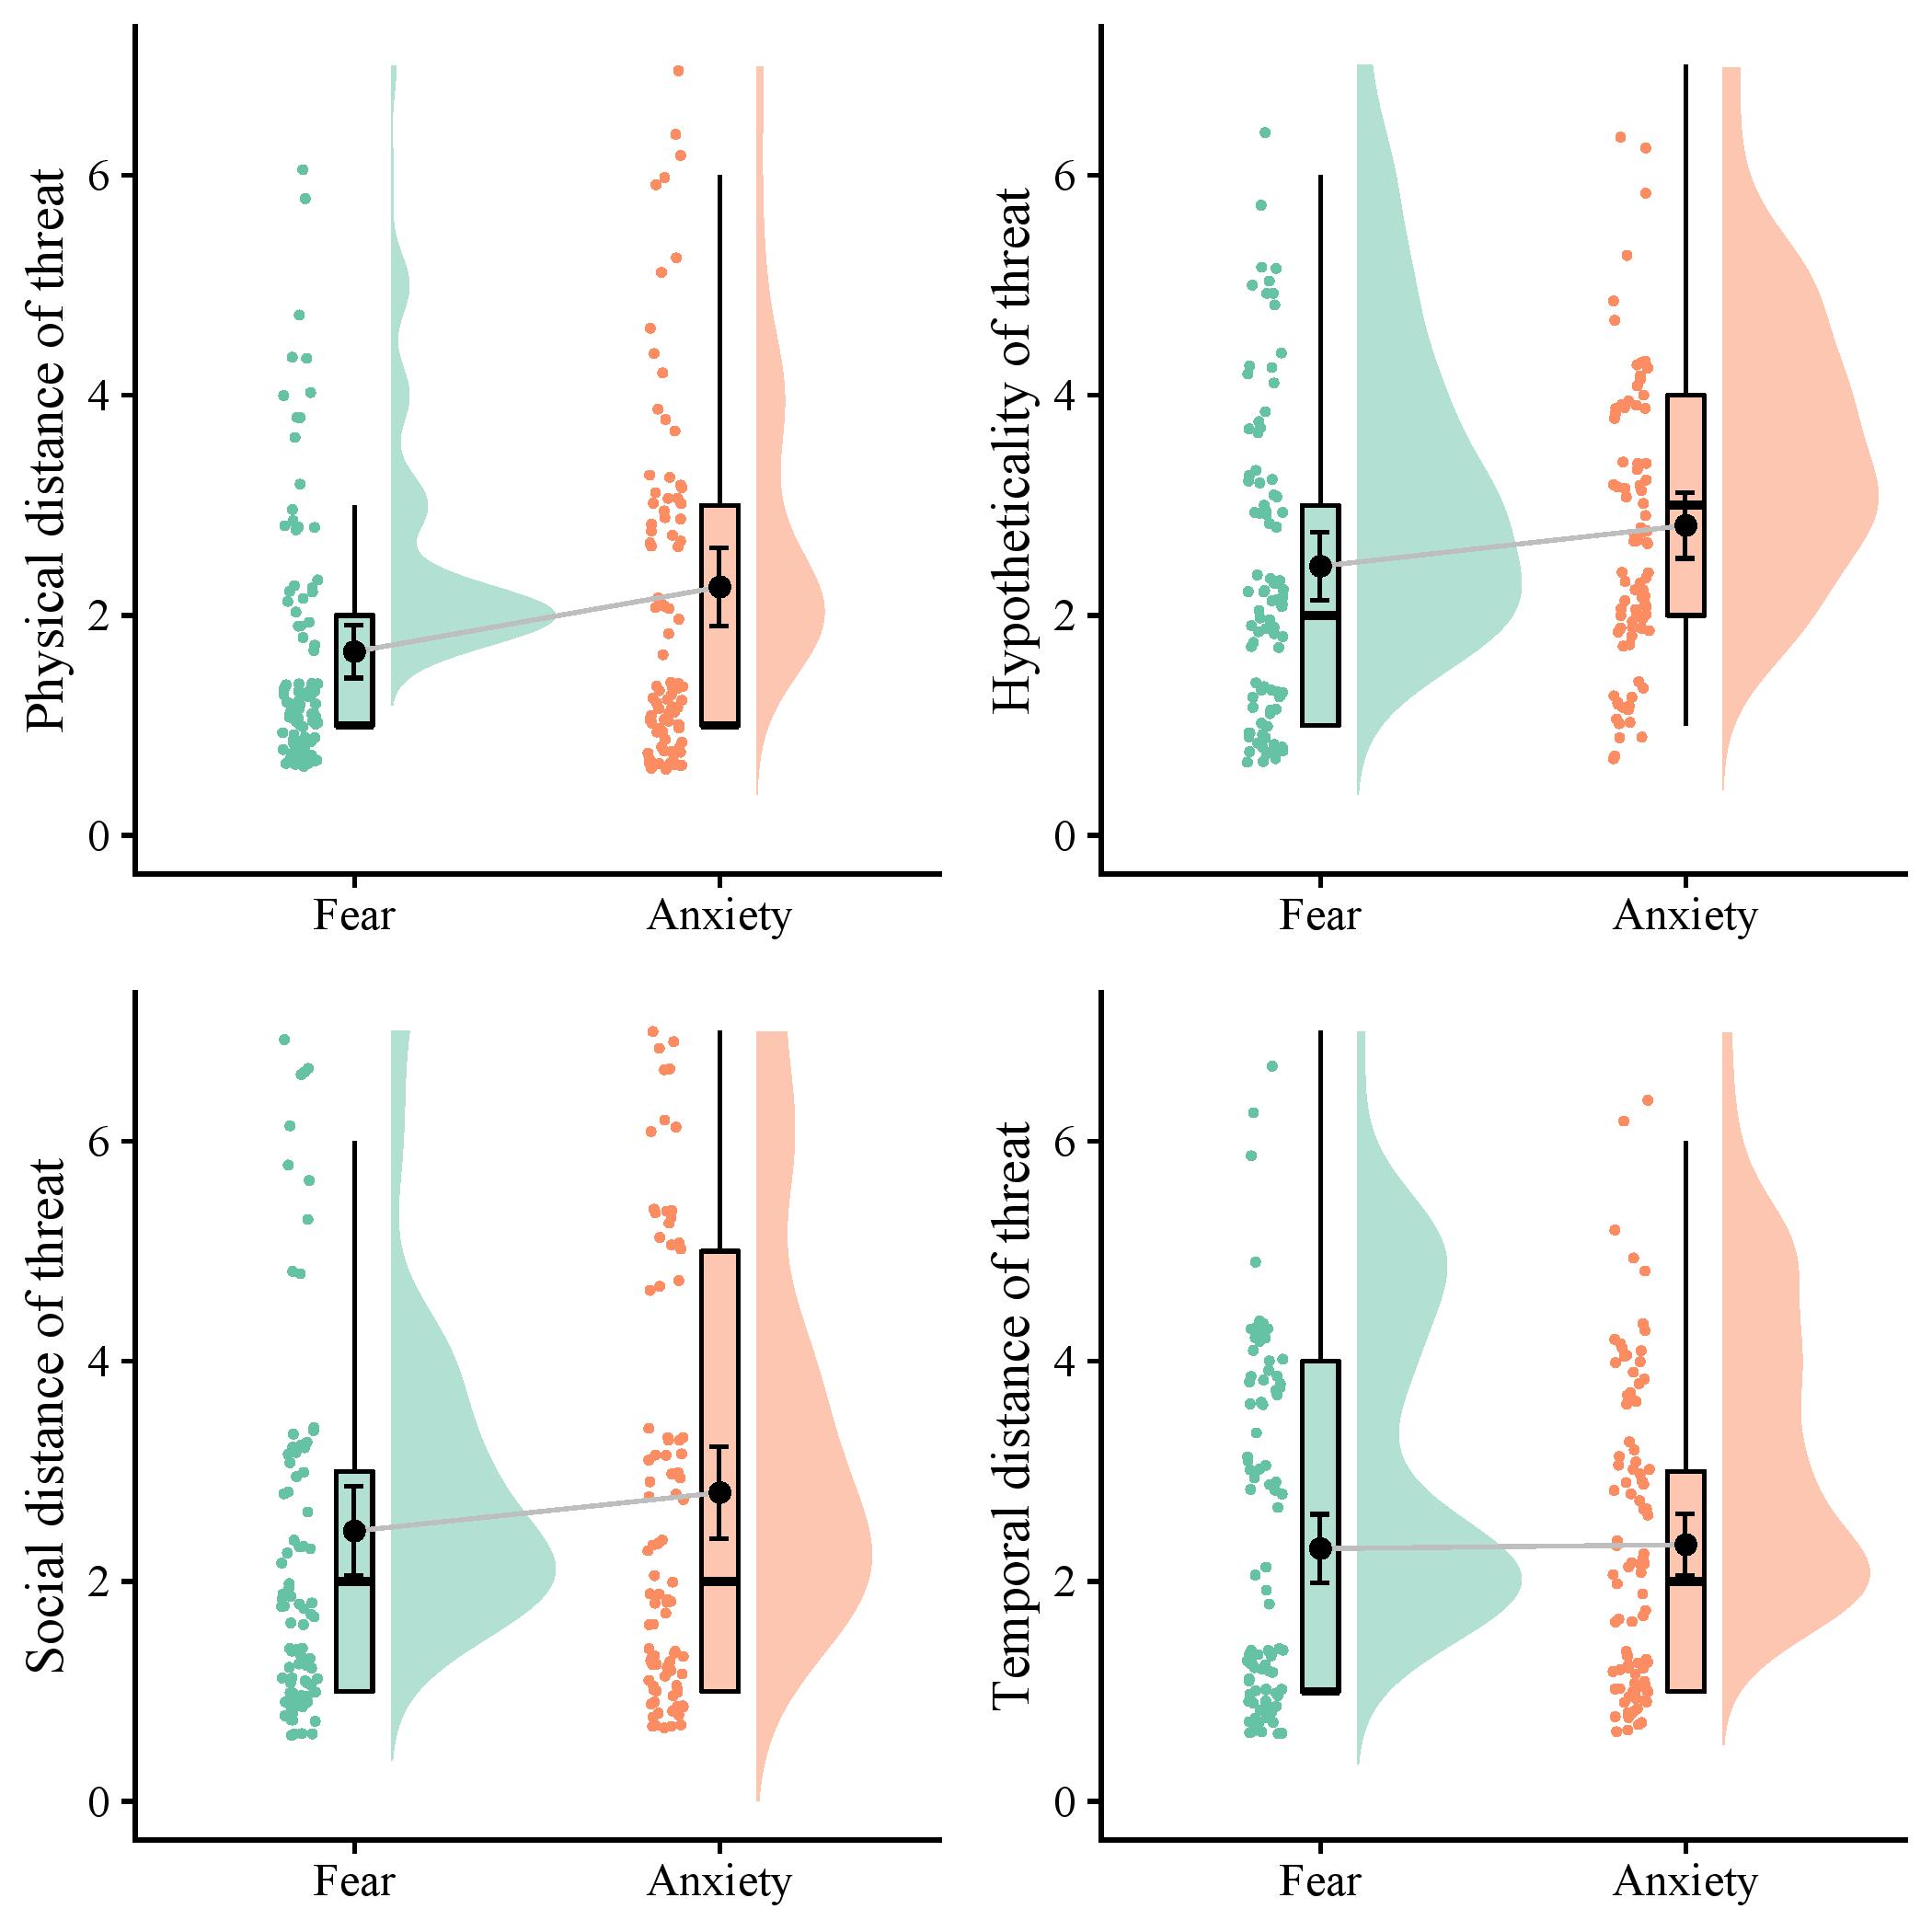 Physical distance of threat
6
4
2
0
Fear Anxiety
Hypotheticality of threat
6
4
2
0
Fear Anxiety
Social distance of threat
6
4
2
0
Fear Anxiety
Temporal distance of threat
6
4
2
0
Fear Anxiety